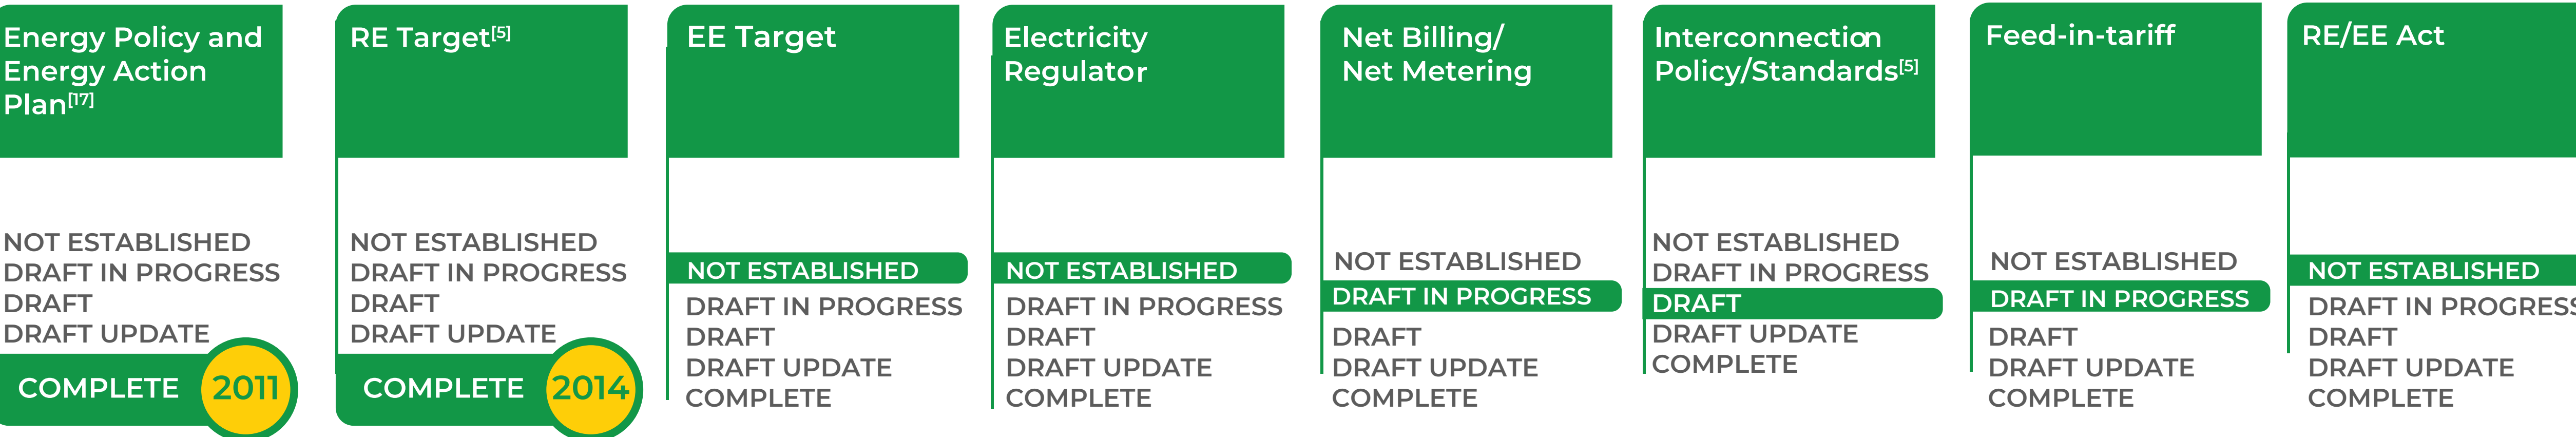 Energy Policy and
Energy Action
Plan[17]
NOT ESTABLISHED
DRAFT IN PROGRESS
DRAFT
DRAFT UPDATE
COMPLETE 2011
RE Target[5]
NOT ESTABLISHED
DRAFT IN PROGRESS
DRAFT
DRAFT UPDATE
COMPLETE 2014
EE Target
NOT ESTABLISHED
DRAFT IN PROGRESS
DRAFT
DRAFT UPDATE
COMPLETE
Electricity
Regulator
NOT ESTABLISHED
DRAFT IN PROGRESS
DRAFT
DRAFT UPDATE
COMPLETE
Net Billing/
Net Metering
NOT ESTABLISHED
DRAFT IN PROGRESS
DRAFT
DRAFT UPDATE
COMPLETE
Interconnection
Policy/Standards[5]
NOT ESTABLISHED
DRAFT IN PROGRESS
DRAFT
DRAFT UPDATE
COMPLETE
Feed-in-tariff
NOT ESTABLISHED
DRAFT IN PROGRESS
DRAFT
DRAFT UPDATE
COMPLETE
RE/EE Act
NOT ESTABLISHED
DRAFT IN PROGRESS
DRAFT
DRAFT UPDATE
COMPLETE